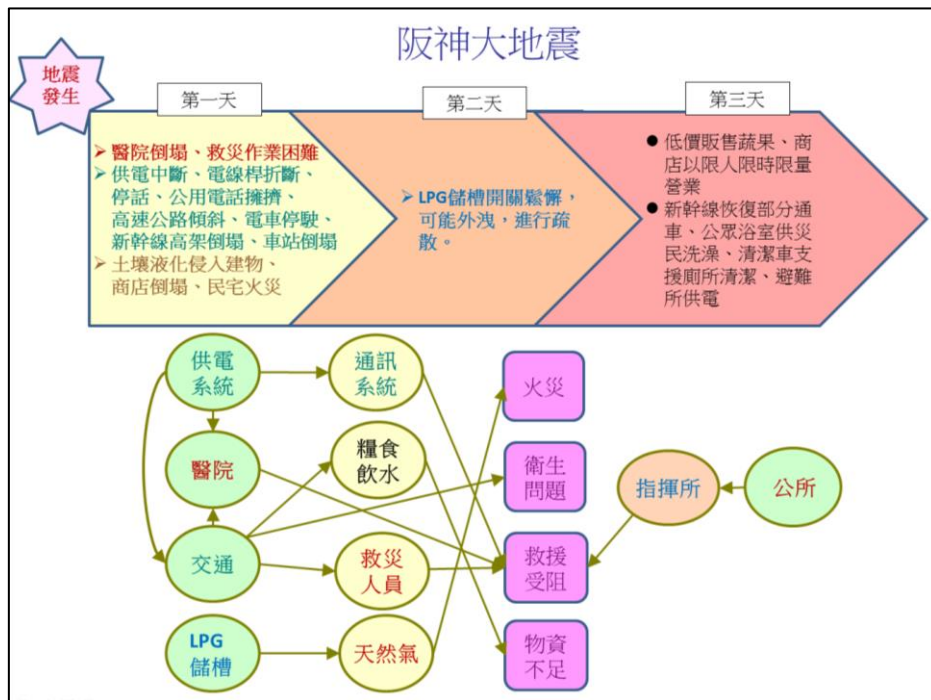 阪神大地震
地震
發生
第一天
第二天
第三天
醫院倒塌、救災作業困難
供電中斷、電線桿折斷、
停話、公用電話擁擠、
高速公路傾斜、電車停駛、
新幹線高架倒塌、車站倒塌
土壤液化侵入建物、
商店倒塌、民宅火災
LPG儲槽開關鬆懈，
可能外洩，進行疏
散。
低價販售蔬果、商
店以限人限時限量
營業
新幹線恢復部分通
車、公眾浴室供災
民洗澡、清潔車支
援廁所清潔、避難
所供電
供電
系統
通訊
系統
火災
醫院
糧食
飲水
衛生
問題
指揮所
公所
交通
救災
人員
救援
受阻
LPG
儲槽
天然氣
物資
不足